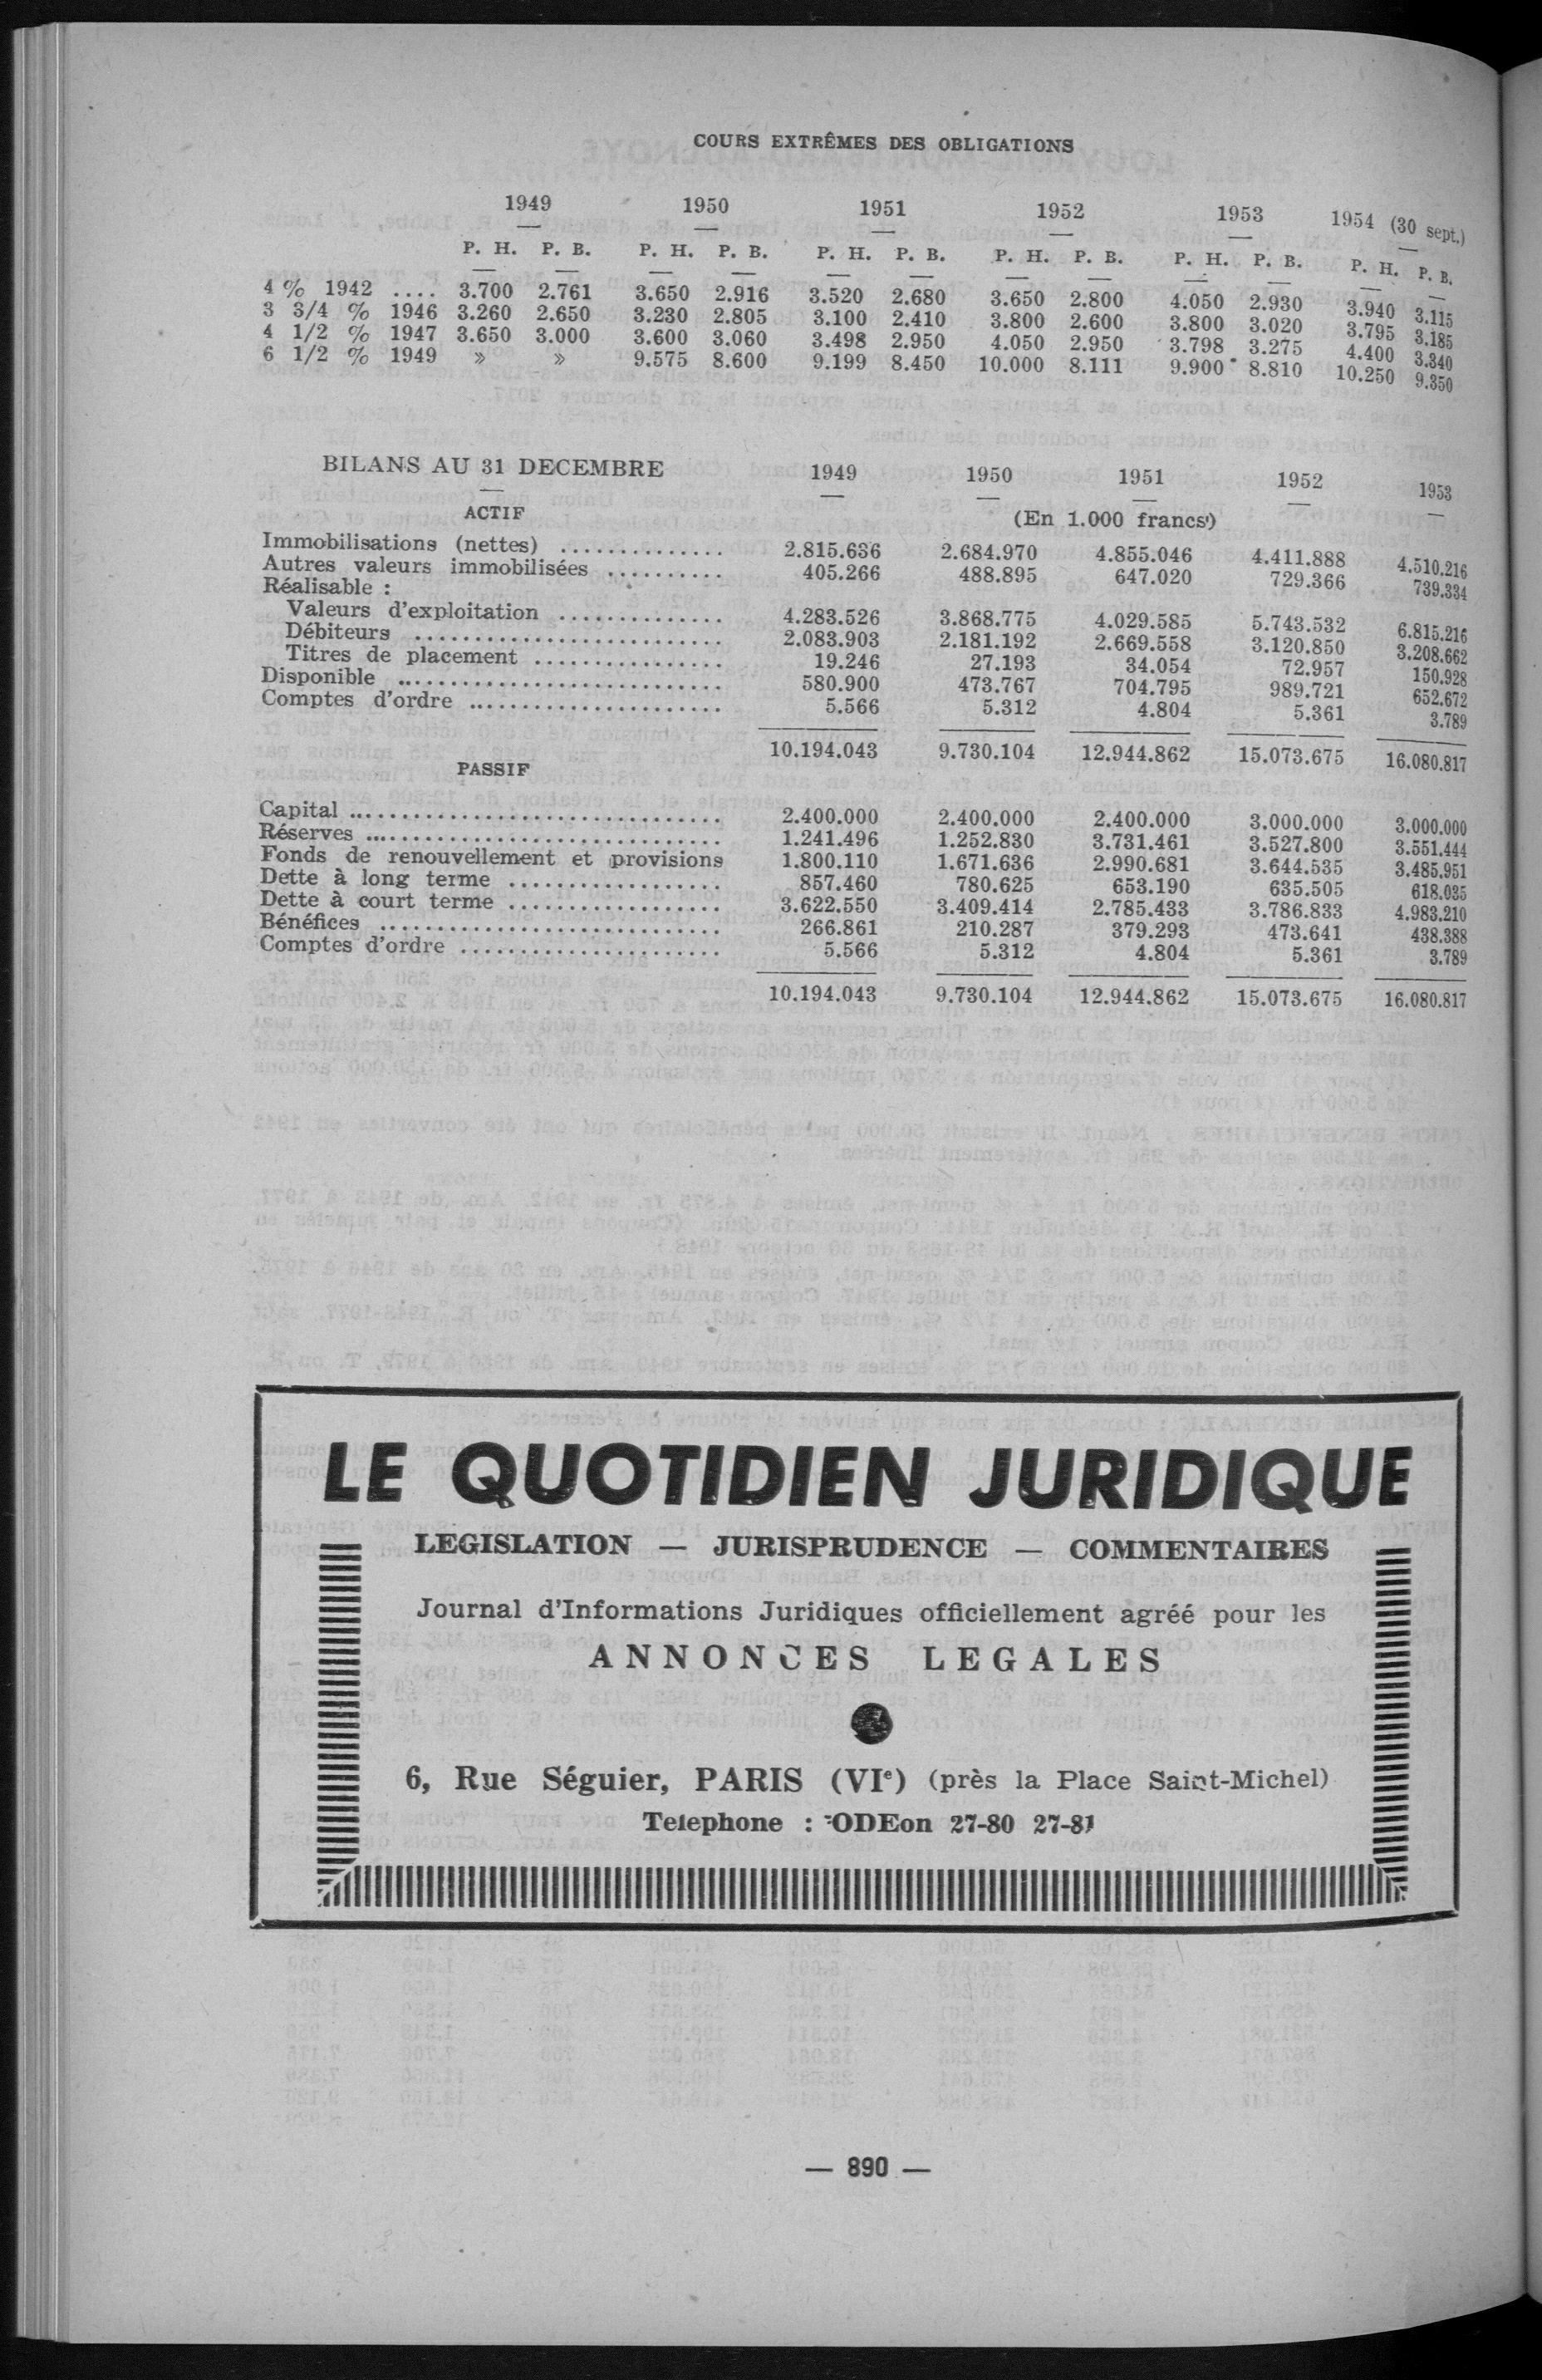 COURS EXTRÊMES DES OBLIGATIONS
1949 1950 1951 1952 1953 1954 (30 sept.)
P. H. P. B. P. H. P. B. P. H. P. B. P. H. P. B. P. H. P. B. P. H. P. B.
4 % 1942 .... 3.700 2.761 3.650 2.916 3.520 2.680 3.650 2.800 4.050 2.930 3.940 3.115
3 3/4 % 1946 3.260 2.650 3.230 2.805 3.100 2.410 3.800 2.600 3.800 3.020 3.795 3.185
4 1/2 % 1947 3.650 3.000 3.600 3.060 3.498 2.950 4.050 2.950 3.798 3.275 4.400 3.340
6 1/2 % 1949 » » 9.575 8.600 9.199 8.450 10.000 8.111 9.900 8.810 10.250 9.350
BILANS AU 31 DECEMBRE 1949 1950 1951 1952 1953
ACTIF (En 1.000 francs)
Immobilisations (nettes) .............. 2.815.636 2.684.970 4.855.046 4.411.888 4.510.216
Autres valeurs immobilisées .......... 405.266 488.895 647.020 729.366 739.334
Réalisable :
Valeurs d'exploitation .............. 4.283.526 3.868.775 4.029.585 5.743.532 6.815.216
Débiteurs .......................... 2.083.903 2.181.192 2.669.558 3.120.850 3.208.662
Titres de placement ................ 19.246 27.193 34.054 72.957 150.928
Disponible ........................... 580.900 473.767 704.795 989.721 652.672
Comptes d'ordre ...................... 5.566 5.312 4.804 5.361 3.789
10.194.043 9.730.104 12.944.862 15.073.675 16.080.817
PASSIF
Capital ............................... 2.400.000 2.400.000 2.400.000 3.000.000 3.000.000
Réserves .............................. 1.241.496 1.252.830 3.731.461 3.527.800 3.551.444
Fonds de renouvellement et provisions 1.800.110 1.671.636 2.990.681 3.644.535 3.485.951
Dette à long terme .................. 857.460 780.625 653.190 635.505 618.035
Dette à court terme .................. 3.622.550 3.409.414 2.785.433 3.786.833 4.983.210
Bénéfices ............................ 266.861 210.287 379.293 473.641 438.388
Comptes d'ordre ...................... 5.566 5.312 4.804 5.361 3.789
10.194.043 9.730.104 12.944.862 15.073.675 16.080.817
LE QUOTIDIEN JURIDIQUE
LEGISLATION — JURISPRUDENCE — COMMENTAIRES
Journal d'Informations Juridiques officiellement agréé pour les
ANNONCES LEGALES
6, Rue Séguier, PARIS (VIe) (près la Place Saint-Michel)
Telephone : ODEon 27-80 27-81
— 890 —